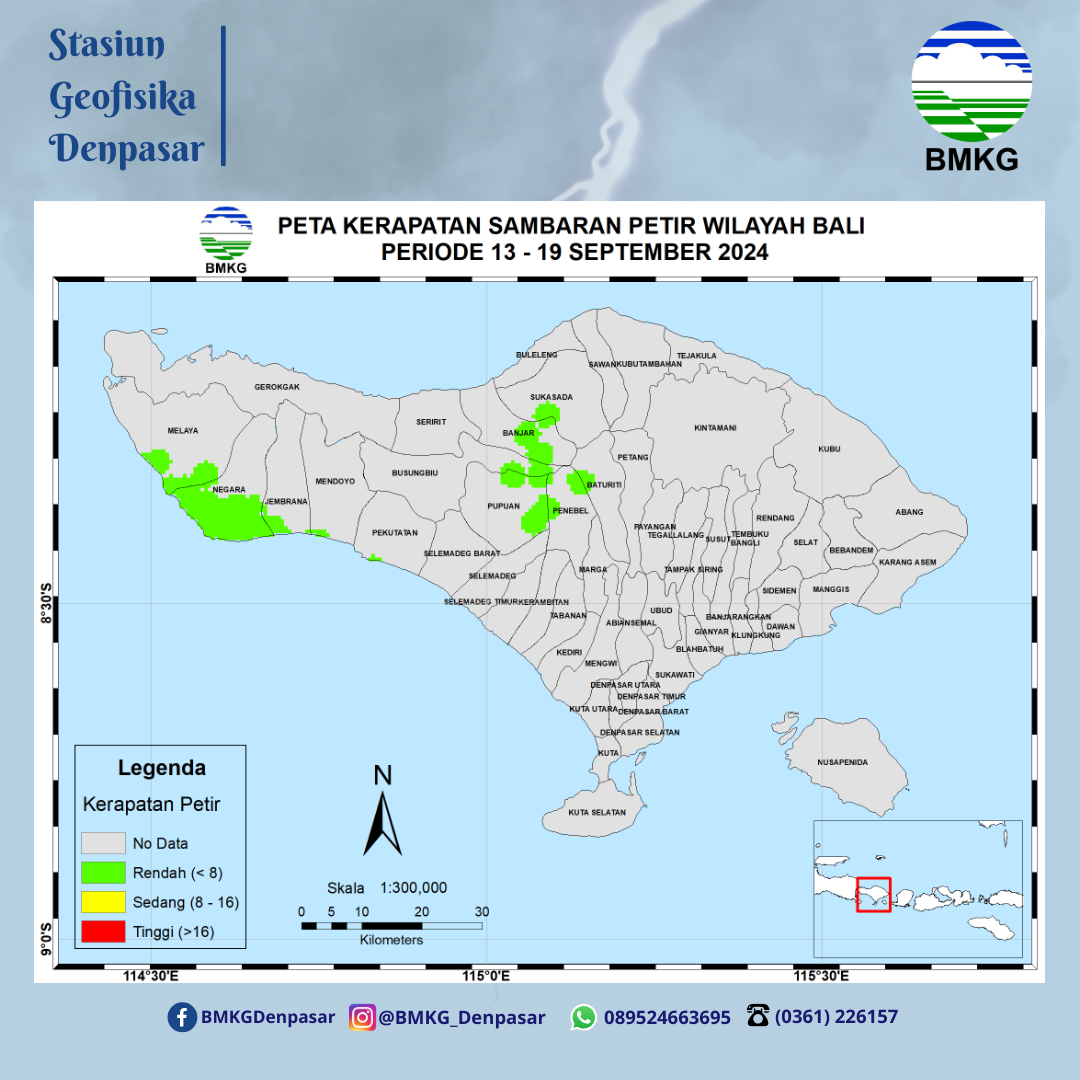 Stasiun
Geofisika
Denpasar
BMKG
BMKG
PETA KERAPATAN SAMBARAN PETIR WILAYAH BALI
PERIODE 13 - 19 SEPTEMBER 2024
BULELENG
SAWAN
KUBUTAMBAHAN
TEJAKULA
GEROKGAK
SUKASADA
SERIRIT
MELAYA
BANJAR
KINTAMANI
KUBU
PETANG
BUSUNGBIU
MENDOYO
BATURITI
NEGARA
JEMBRANA
PUPUAN
PENEBEL
ABANG
RENDANG
PEKUTATAN
PAYANGAN
TEGALLALANG
SUSUT
TEMBUKU
BANGLI
SELAT
BEBANDEM
SELEMADEG BARAT
KARANG ASEM
MARGA
TAMPAK SIRING
SELEMADEG
SIDEMEN
MANGGIS
SELEMADEG TIMUR
KERAMBITAN
TABANAN
UBUD
BANJARANGKAN
ABIANSEMAL
DAWAN
GIANYAR
KLUNGKUNG
BLAHBATUH
KEDIRI
MENGWI
SUKAWATI
DENPASAR UTARA
DENPASAR TIMUR
KUTA UTARA
DENPASAR BARAT
DENPASAR SELATAN
KUTA
NUSAPENIDA
KUTA SELATAN
8°30'S
9°0'S
Legenda
Kerapatan Petir
No Data
Rendah (< 8)
Sedang (8 - 16)
Tinggi (>16)
N
Skala 1:300,000
0 5 10 20 30
Kilometers
114°30'E
115°0'E
115°30'E
BMKGDenpasar
@BMKG_Denpasar
089524663695
(0361) 226157